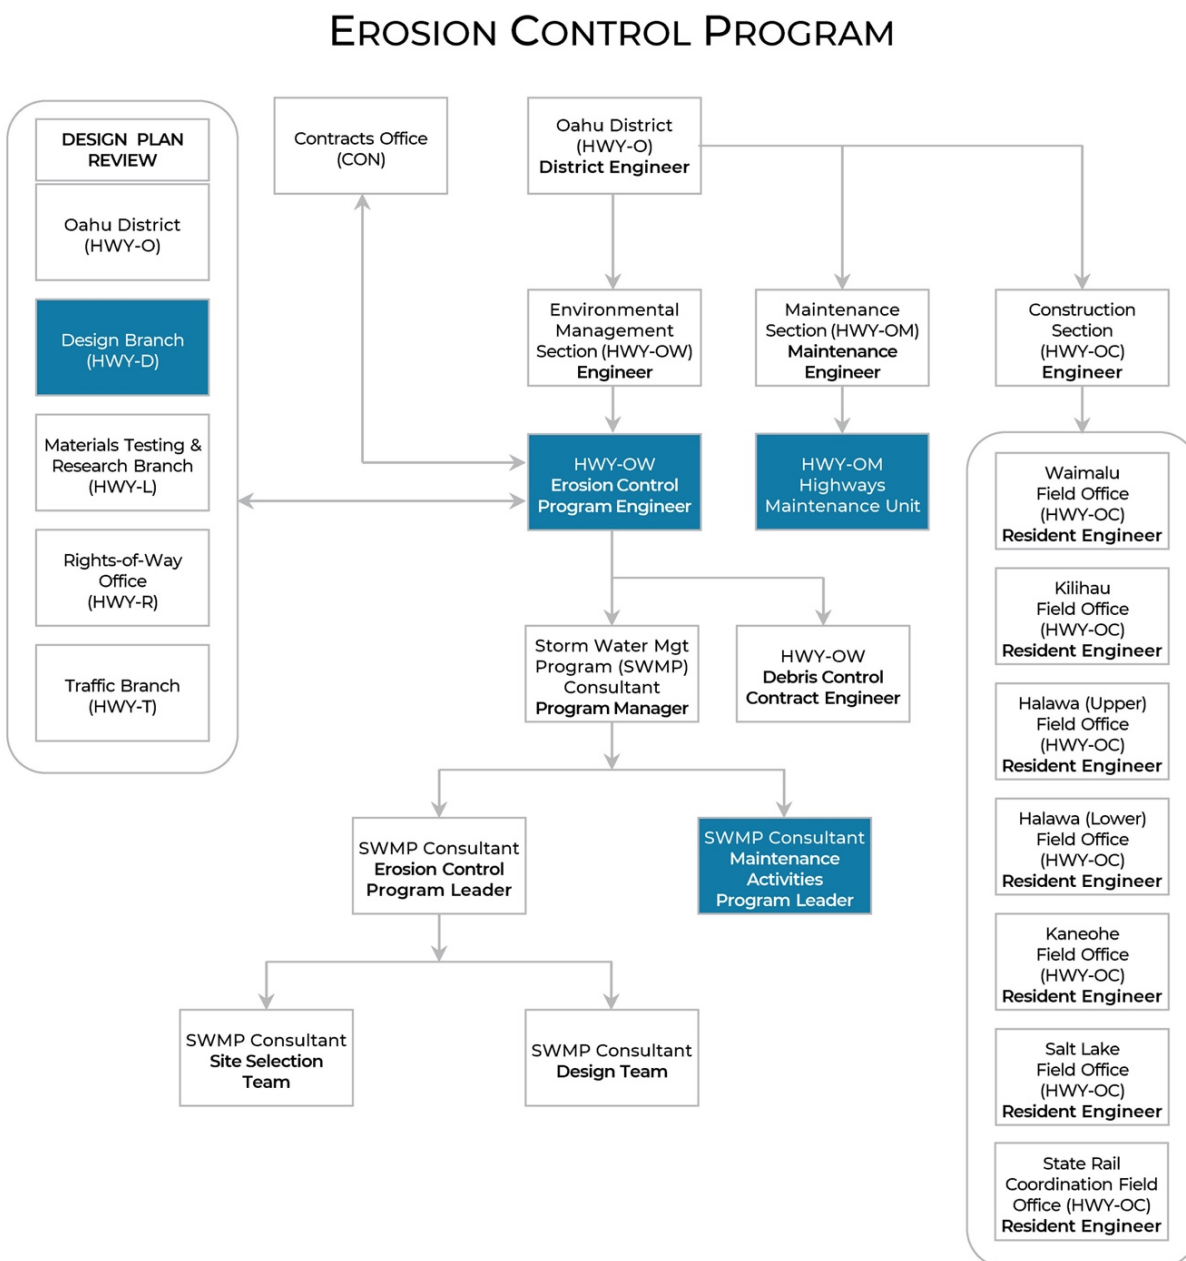 EROSION CONTROL PROGRAM
DESIGN PLAN
REVIEW
Oahu District
(HWY-O)
Design Branch
(HWY-D)
Materials Testing &
Research Branch
(HWY-L)
Rights-of-Way
Office
(HWY-R)
Traffic Branch
(HWY-T)
Contracts Office
(CON)
Oahu District
(HWY-O)
District Engineer
Environmental
Management
Section (HWY-OW)
Engineer
Maintenance
Section (HWY-OM)
Maintenance
Engineer
Construction
Section
(HWY-OC)
Engineer
HWY-OW
Erosion Control
Program Engineer
HWY-OM
Highways
Maintenance Unit
Storm Water Mgt
Program (SWMP)
Consultant
Program Manager
HWY-OW
Debris Control
Contract Engineer
SWMP Consultant
Erosion Control
Program Leader
SWMP Consultant
Maintenance
Activities
Program Leader
SWMP Consultant
Site Selection
Team
SWMP Consultant
Design Team
Waimalu
Field Office
(HWY-OC)
Resident Engineer
Kilihau
Field Office
(HWY-OC)
Resident Engineer
Halawa (Upper)
Field Office
(HWY-OC)
Resident Engineer
Halawa (Lower)
Field Office
(HWY-OC)
Resident Engineer
Kaneohe
Field Office
(HWY-OC)
Resident Engineer
Salt Lake
Field Office
(HWY-OC)
Resident Engineer
State Rail
Coordination Field
Office (HWY-OC)
Resident Engineer